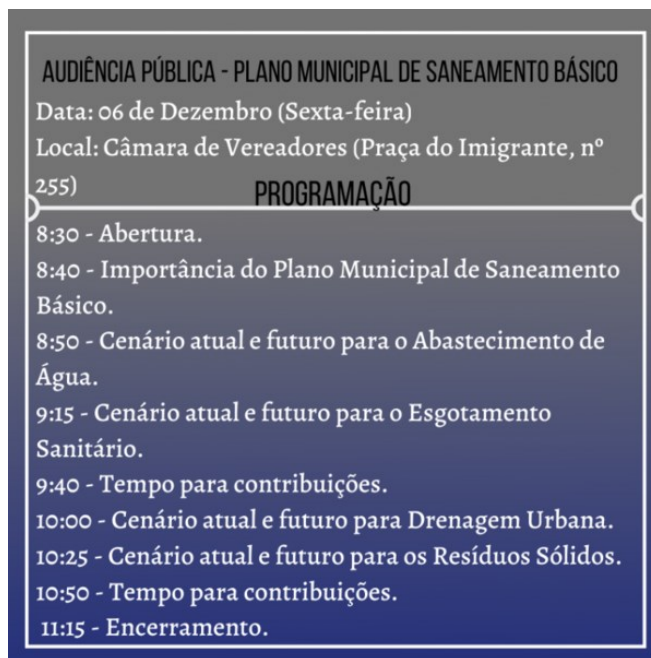 AUDIÊNCIA PÚBLICA - PLANO MUNICIPAL DE SANEAMENTO BÁSICO
Data: 06 de Dezembro (Sexta-feira)
Local: Câmara de Vereadores (Praça do Imigrante, nº
255)
PROGRAMAÇÃO
8:30 - Abertura.
8:40 - Importância do Plano Municipal de Saneamento
Básico.
8:50 - Cenário atual e futuro para o Abastecimento de
Água.
9:15 - Cenário atual e futuro para o Esgotamento
Sanitário.
9:40 - Tempo para contribuições.
10:00 - Cenário atual e futuro para Drenagem Urbana.
10:25 - Cenário atual e futuro para os Resíduos Sólidos.
10:50 - Tempo para contribuições.
11:15 - Encerramento.